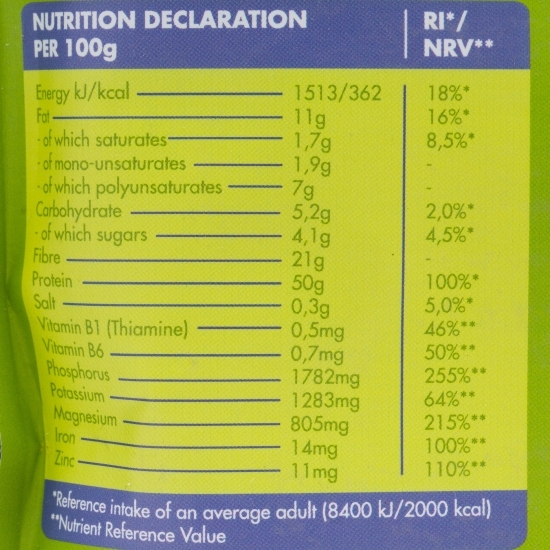 NUTRITION DECLARATION RI*/
PER 100g NRV**
Energy kJ/kcal 1513/362 18%*
Fat 11g 16%*
- of which saturates 1,7g 8,5%*
- of mono-unsaturates 1,9g -
- of which polyunsaturates 7g -
Carbohydrate 5,2g 2,0%*
- of which sugars 4,1g 4,5%*
Fibre 21g -
Protein 50g 100%*
Salt 0,3g 5,0%*
Vitamin B1 (Thiamine) 0,5mg 46%**
Vitamin B6 0,7mg 50%**
Phosphorus 1782mg 255%**
Potassium 1283mg 64%**
Magnesium 805mg 215%**
Iron 14mg 100%**
Zinc 11mg 110%**
*Reference intake of an average adult (8400 kJ/2000 kcal)
**Nutrient Reference Value